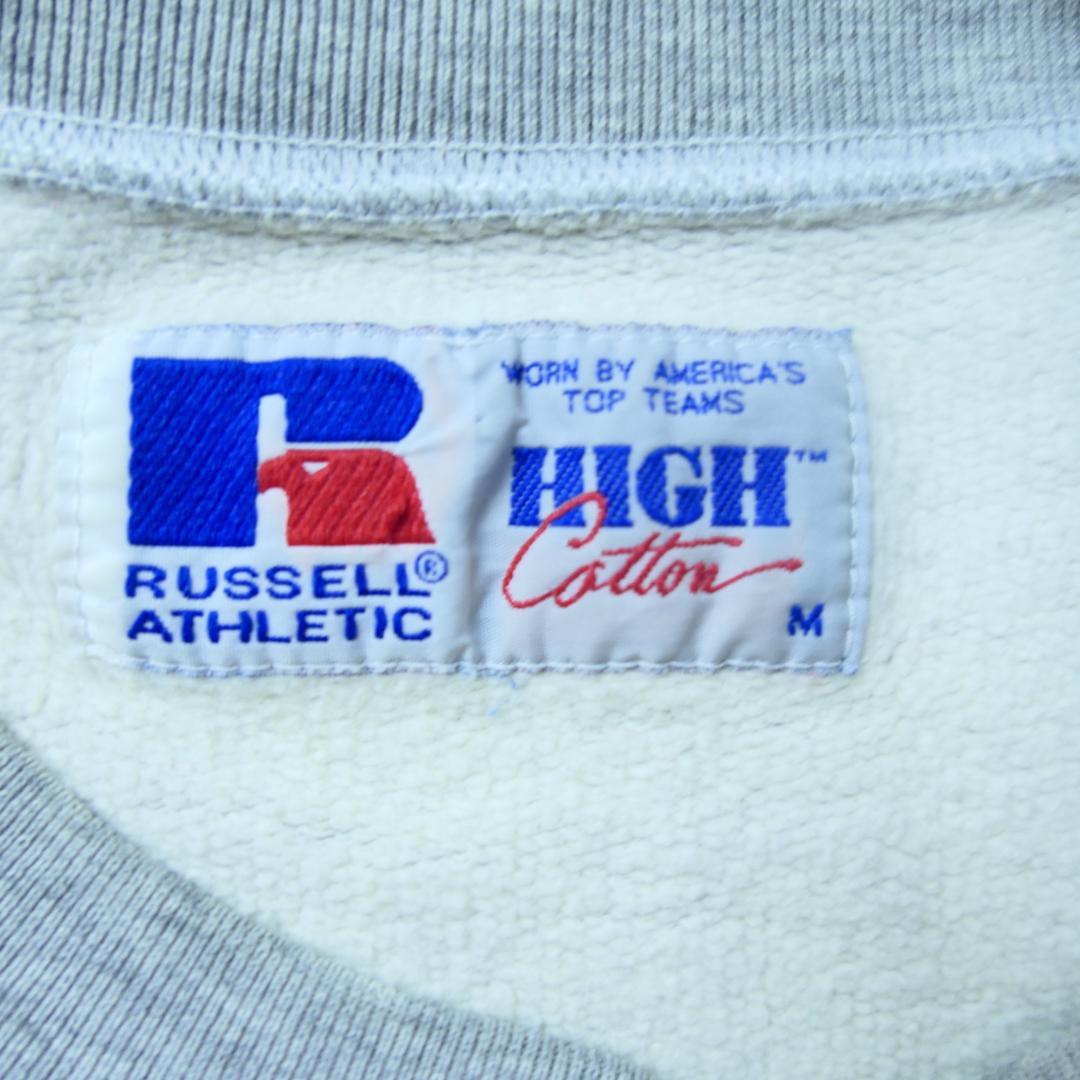 R
RUSSELL®
ATHLETIC
WORN BY AMERICA'S
TOP TEAMS
HIGH™
Cotton
M